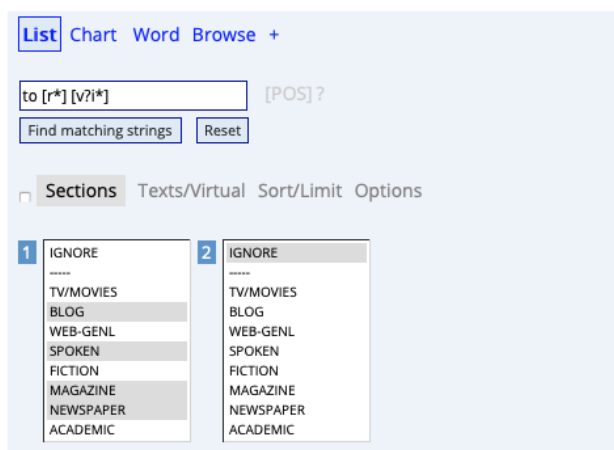 List Chart Word Browse +
to [r*] [v?i*] [POS] ?
Find matching strings Reset
Sections Texts/Virtual Sort/Limit Options
1 IGNORE
-----
TV/MOVIES
BLOG
WEB-GENL
SPOKEN
FICTION
MAGAZINE
NEWSPAPER
ACADEMIC
2 IGNORE
-----
TV/MOVIES
BLOG
WEB-GENL
SPOKEN
FICTION
MAGAZINE
NEWSPAPER
ACADEMIC